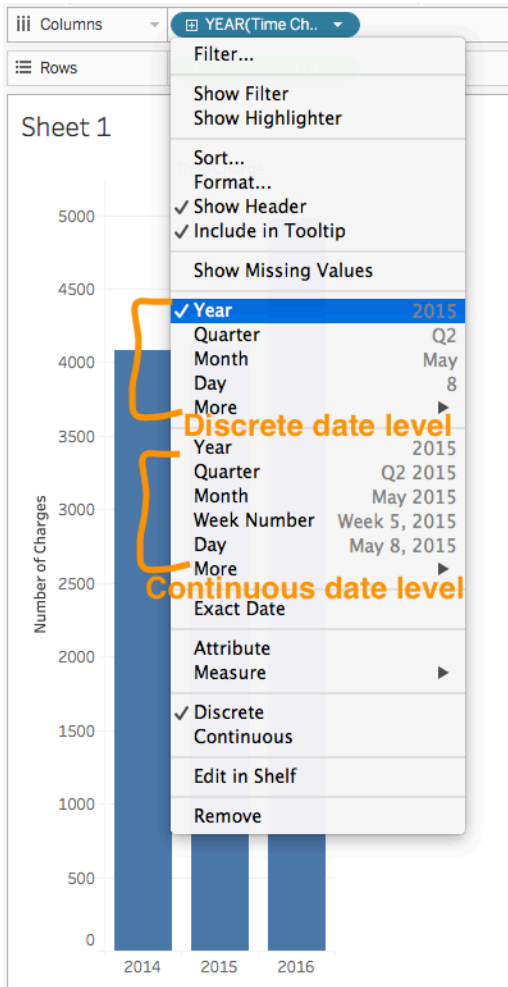 Columns
YEAR(Time Ch..
Rows
Sheet 1
Filter...
Show Filter
Show Highlighter
Sort...
Format...
✓ Show Header
✓ Include in Tooltip
Show Missing Values
✓ Year 2015
Quarter Q2
Month May
Day 8
More
Discrete date level
Year 2015
Quarter Q2 2015
Month May 2015
Week Number Week 5, 2015
Day May 8, 2015
More
Continuous date level
Exact Date
Attribute
Measure
✓ Discrete
Continuous
Edit in Shelf
Remove
Number of Charges
5000
4500
4000
3500
3000
2500
2000
1500
1000
500
0
2014 2015 2016